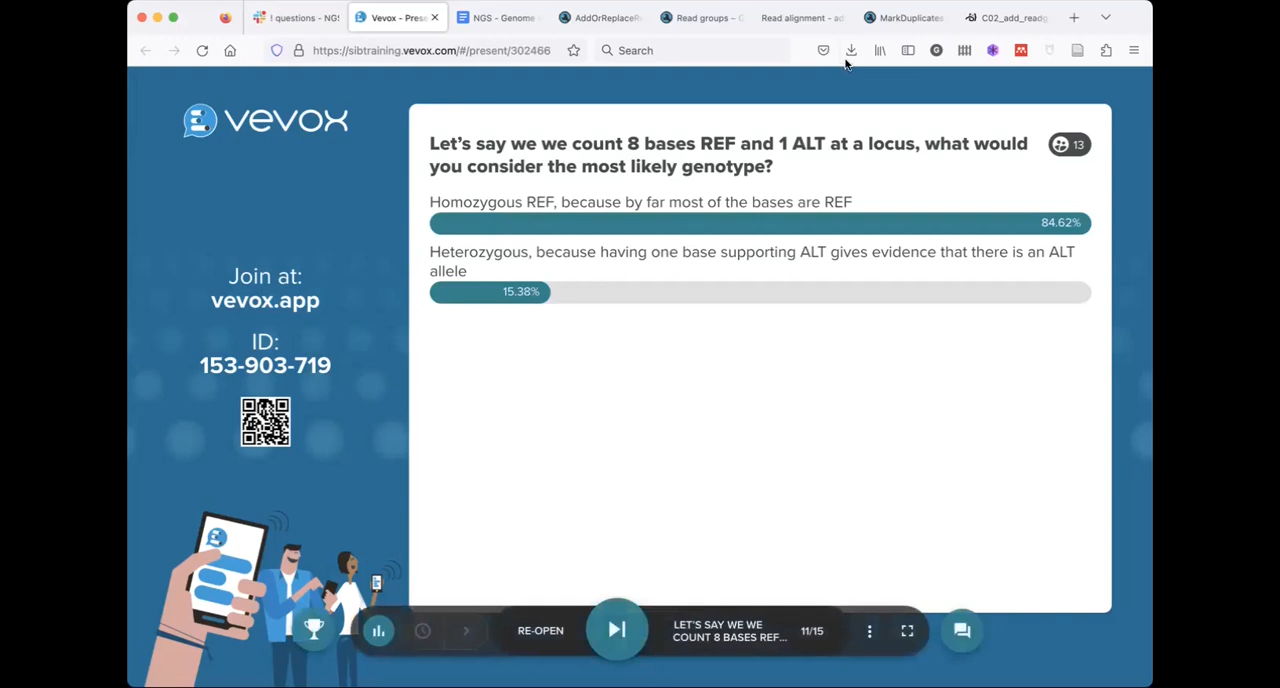 ! questions - NGS
Vevox - Prese
NGS - Genome
AddOrReplaceR
Read groups – G
Read alignment - ad
MarkDuplicates
C02_add_readg
https://sibtraining.vevox.com/#/present/302466
Search
vevox
Join at:
vevox.app
ID:
153-903-719
Let's say we we count 8 bases REF and 1 ALT at a locus, what would
you consider the most likely genotype?
13
Homozygous REF, because by far most of the bases are REF
84.62%
Heterozygous, because having one base supporting ALT gives evidence that there is an ALT
allele
15.38%
RE-OPEN
LET'S SAY WE WE
COUNT 8 BASES REF...
11/15